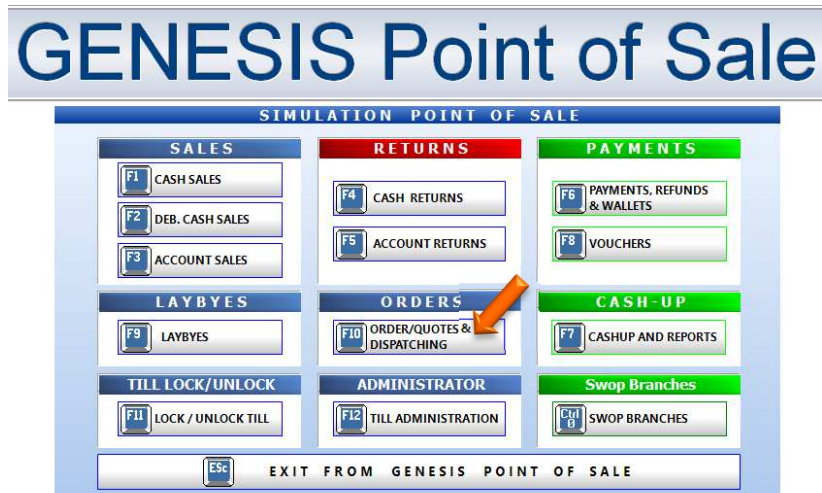 GENESIS Point of Sale
SIMULATION POINT OF SALE
SALES
F1 CASH SALES
F2 DEB. CASH SALES
F3 ACCOUNT SALES
RETURNS
F4 CASH RETURNS
F5 ACCOUNT RETURNS
PAYMENTS
F6 PAYMENTS, REFUNDS
& WALLETS
F8 VOUCHERS
LAYBYES
F9 LAYBYES
ORDERS
F10 ORDER/QUOTES &
DISPATCHING
CASH-UP
F7 CASHUP AND REPORTS
TILL LOCK/UNLOCK
F11 LOCK / UNLOCK TILL
ADMINISTRATOR
F12 TILL ADMINISTRATION
Swop Branches
Ctrl
0
SWOP BRANCHES
ESc EXIT FROM GENESIS POINT OF SALE